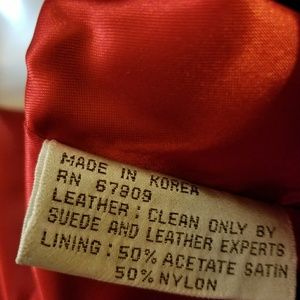 MADE IN KOREA
RN 67909
LEATHER : CLEAN ONLY BY
SUEDE AND LEATHER EXPERTS
LINING : 50% ACETATE SATIN
50% NYLON